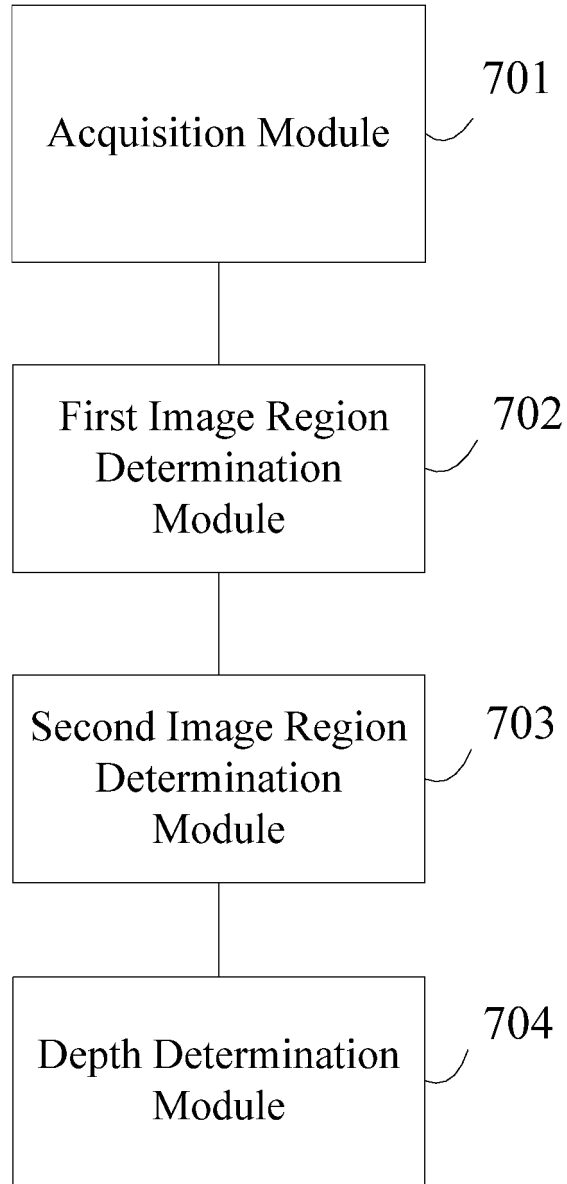 Acquisition Module
701
First Image Region
Determination
Module
702
Second Image Region
Determination
Module
703
Depth Determination
Module
704